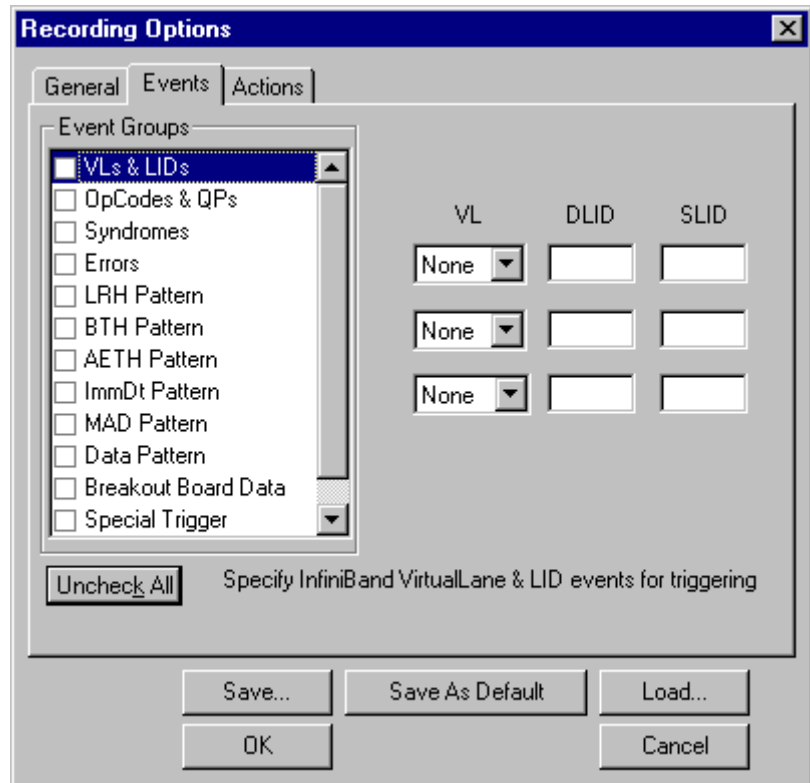 Recording Options
General Events Actions
Event Groups
VLs & LIDs
OpCodes & QPs
Syndromes
Errors
LRH Pattern
BTH Pattern
AETH Pattern
ImmDt Pattern
MAD Pattern
Data Pattern
Breakout Board Data
Special Trigger
VL DLID SLID
None
None
None
Uncheck All
Specify InfiniBand VirtualLane & LID events for triggering
Save... Save As Default Load...
OK Cancel